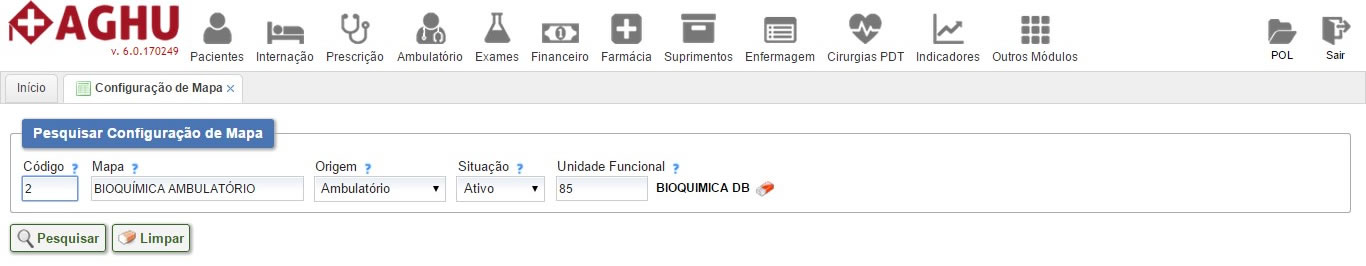 AGHU
v. 6.0.170249
Pacientes Internação Prescrição Ambulatório Exames Financeiro Farmácia Suprimentos Enfermagem Cirurgias PDT Indicadores Outros Módulos POL Sair
Início Configuração de Mapa ×
Pesquisar Configuração de Mapa
Código ? Mapa ? Origem ? Situação ? Unidade Funcional ?
2 BIOQUÍMICA AMBULATÓRIO Ambulatório Ativo 85 BIOQUIMICA DB
Pesquisar Limpar